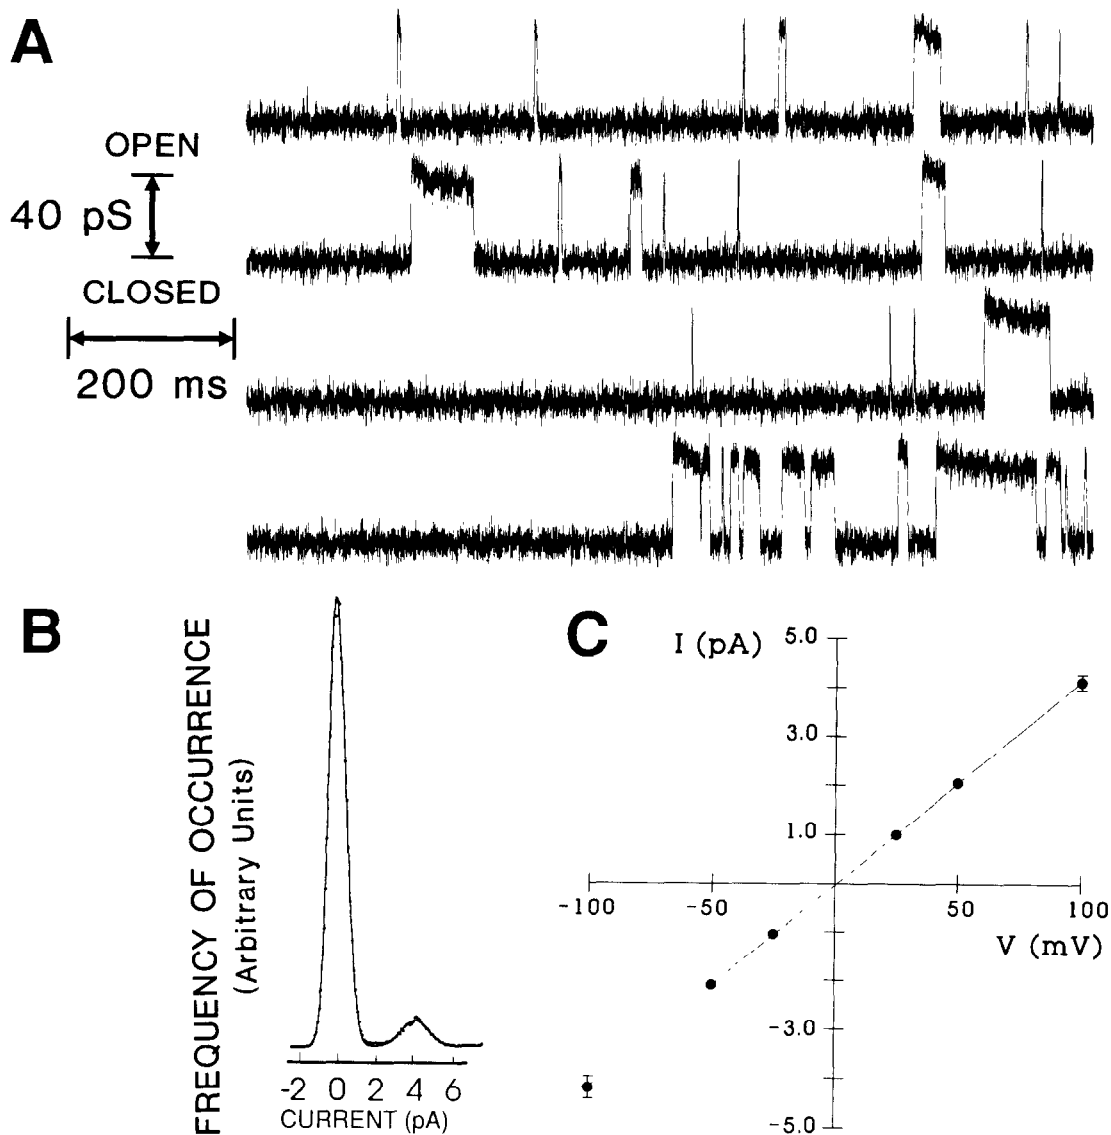 A
OPEN
40 pS
CLOSED
200 ms
B
FREQUENCY OF OCCURRENCE
(Arbitrary Units)
-2 0 2 4 6
CURRENT (pA)
C
I (pA)
5.0
3.0
1.0
-100 -50 50 100
V (mV)
-3.0
-5.0